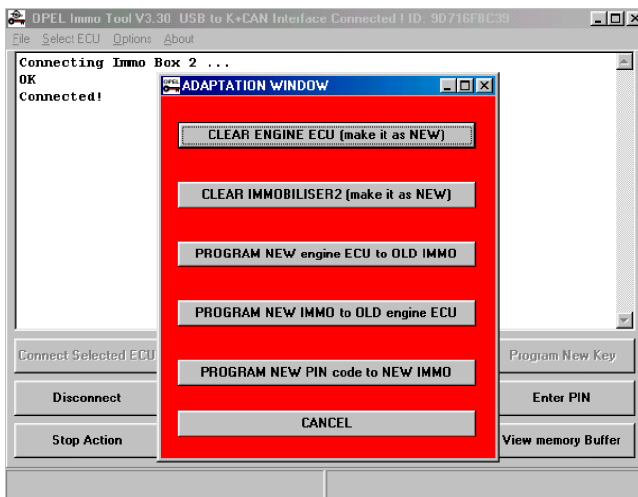 OPEL Immo Tool V3.30 USB to K+CAN Interface Connected ! ID: 9D716FBC39
File Select ECU Options About
Connecting Immo Box 2 ...
OK
Connected!
OPEL
ADAPTATION WINDOW
CLEAR ENGINE ECU (make it as NEW)
CLEAR IMMOBILISER2 (make it as NEW)
PROGRAM NEW engine ECU to OLD IMMO
PROGRAM NEW IMMO to OLD engine ECU
PROGRAM NEW PIN code to NEW IMMO
CANCEL
Connect Selected ECU
Program New Key
Disconnect
Enter PIN
Stop Action
View memory Buffer